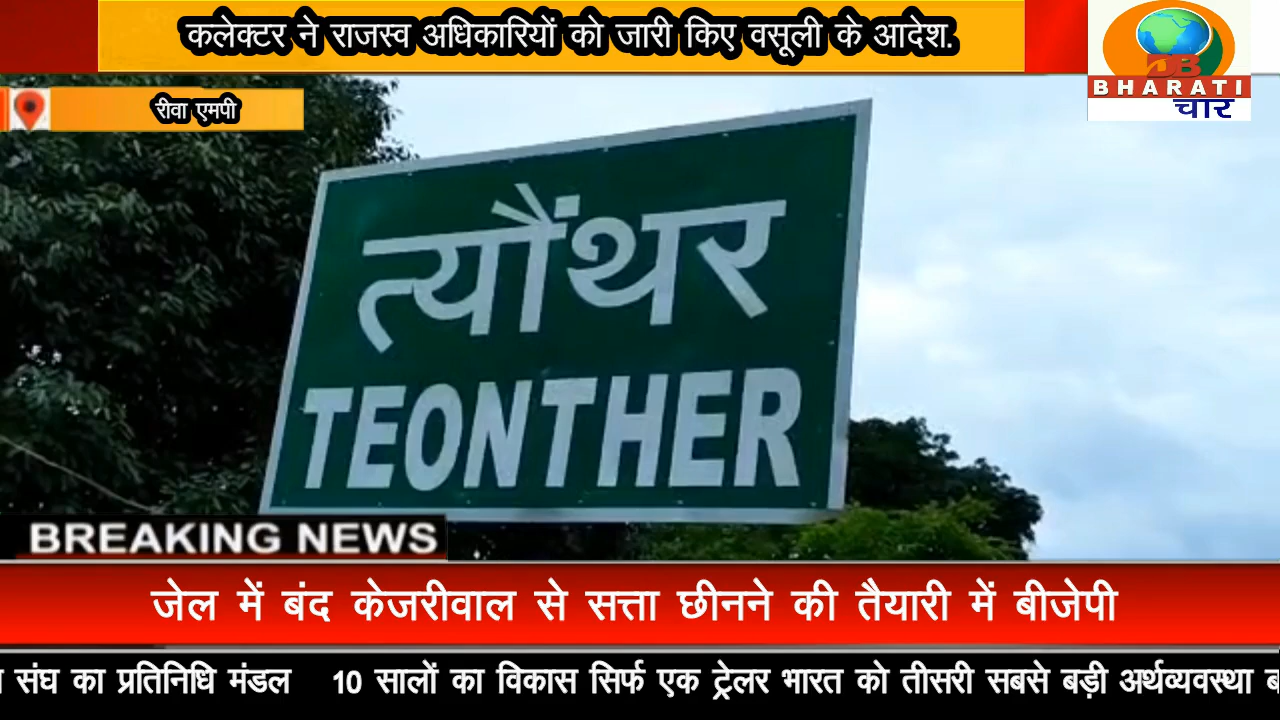 कलेक्टर ने राजस्व अधिकारियों को जारी किए वसूली के आदेश.
JB
BHARATI
चार
रीवा एमपी
त्योंथर
TEONTHER
BREAKING NEWS
जेल में बंद केजरीवाल से सत्ता छीनने की तैयारी में बीजेपी
संघ का प्रतिनिधि मंडल 10 सालों का विकास सिर्फ एक ट्रेलर भारत को तीसरी सबसे बड़ी अर्थव्यवस्था